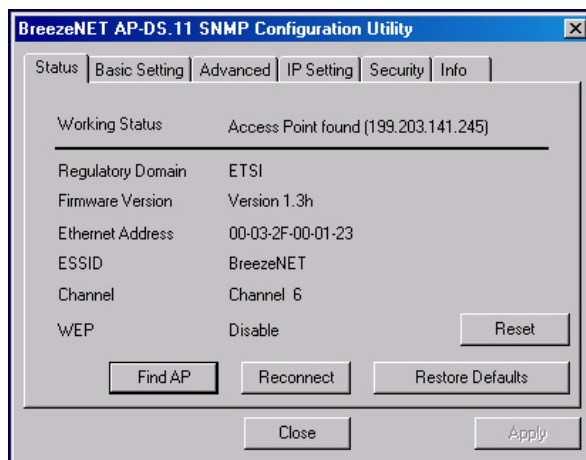 BreezeNET AP-DS.11 SNMP Configuration Utility
Status Basic Setting Advanced IP Setting Security Info
Working Status Access Point found (199.203.141.245)
Regulatory Domain ETSI
Firmware Version Version 1.3h
Ethernet Address 00-03-2F-00-01-23
ESSID BreezeNET
Channel Channel 6
WEP Disable Reset
Find AP Reconnect Restore Defaults
Close Apply